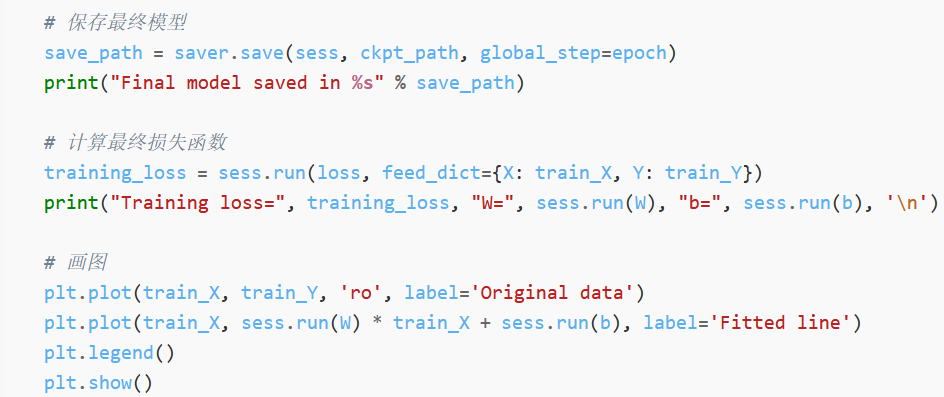 # 保存最终模型
save_path = saver.save(sess, ckpt_path, global_step=epoch)
print("Final model saved in %s" % save_path)
# 计算最终损失函数
training_loss = sess.run(loss, feed_dict={X: train_X, Y: train_Y})
print("Training loss=", training_loss, "W=", sess.run(W), "b=", sess.run(b), '\n')
# 画图
plt.plot(train_X, train_Y, 'ro', label='Original data')
plt.plot(train_X, sess.run(W) * train_X + sess.run(b), label='Fitted line')
plt.legend()
plt.show()